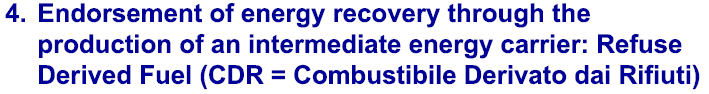 4. Endorsement of energy recovery through the
production of an intermediate energy carrier: Refuse
Derived Fuel (CDR = Combustibile Derivato dai Rifiuti)